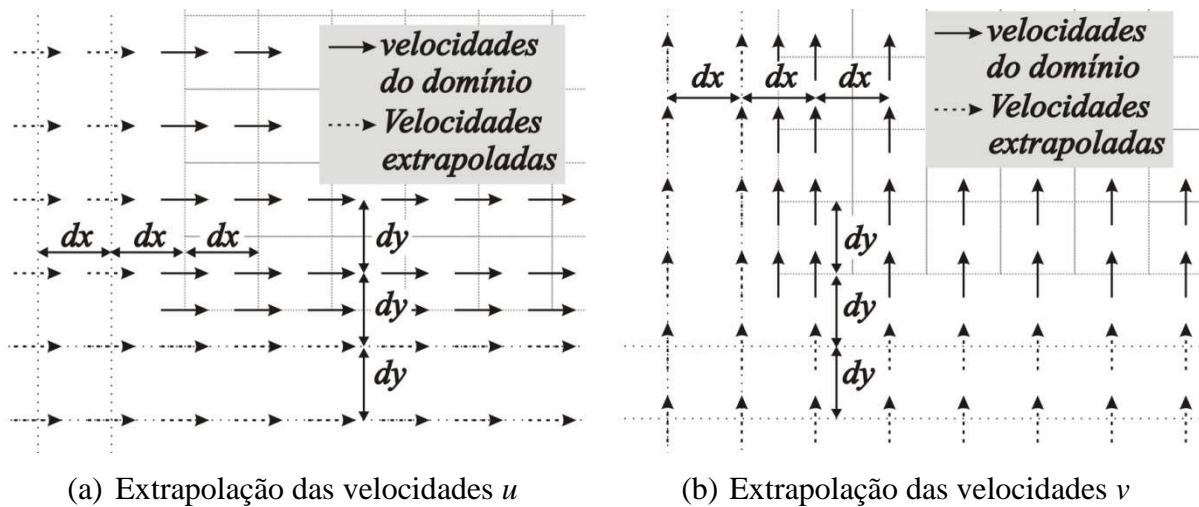 velocidades
do domínio
Velocidades
extrapoladas
dx
dx
dx
dy
dy
dy
(a) Extrapolação das velocidades u
velocidades
do domínio
Velocidades
extrapoladas
dx
dx
dx
dy
dy
dy
(b) Extrapolação das velocidades v